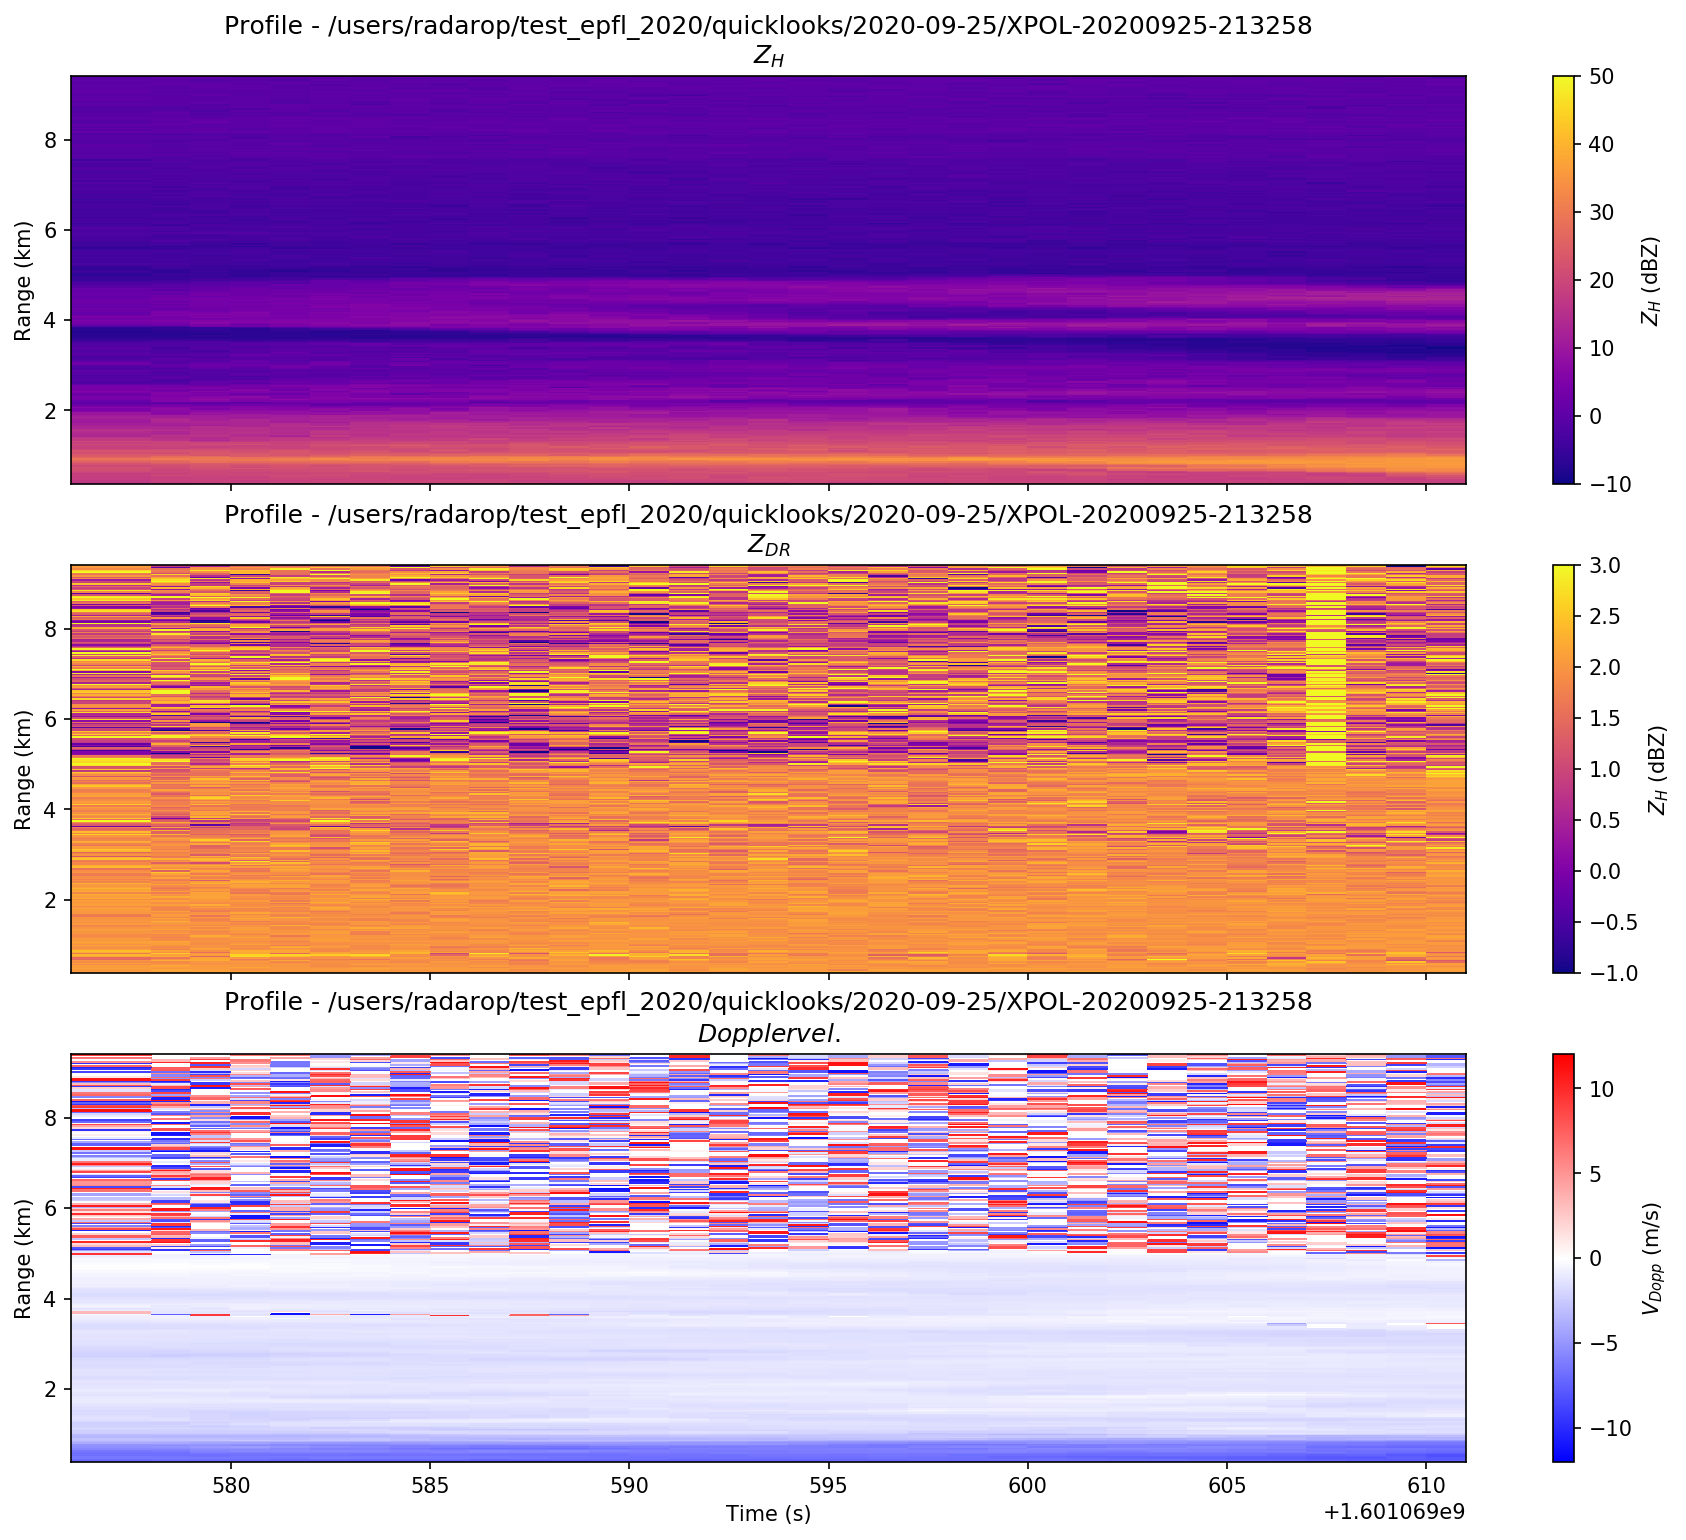 Profile - /users/radarop/test_epfl_2020/quicklooks/2020-09-25/XPOL-20200925-213258
Z_H
8
6
4
2
Range (km)
50
40
30
20
10
0
−10
Z_H (dBZ)
Profile - /users/radarop/test_epfl_2020/quicklooks/2020-09-25/XPOL-20200925-213258
Z_DR
8
6
4
2
Range (km)
3.0
2.5
2.0
1.5
1.0
0.5
0.0
−0.5
−1.0
Z_H (dBZ)
Profile - /users/radarop/test_epfl_2020/quicklooks/2020-09-25/XPOL-20200925-213258
Dopplervel.
8
6
4
2
Range (km)
10
5
0
−5
−10
V_Dopp (m/s)
580 585 590 595 600 605 610
Time (s)
+1.601069e9